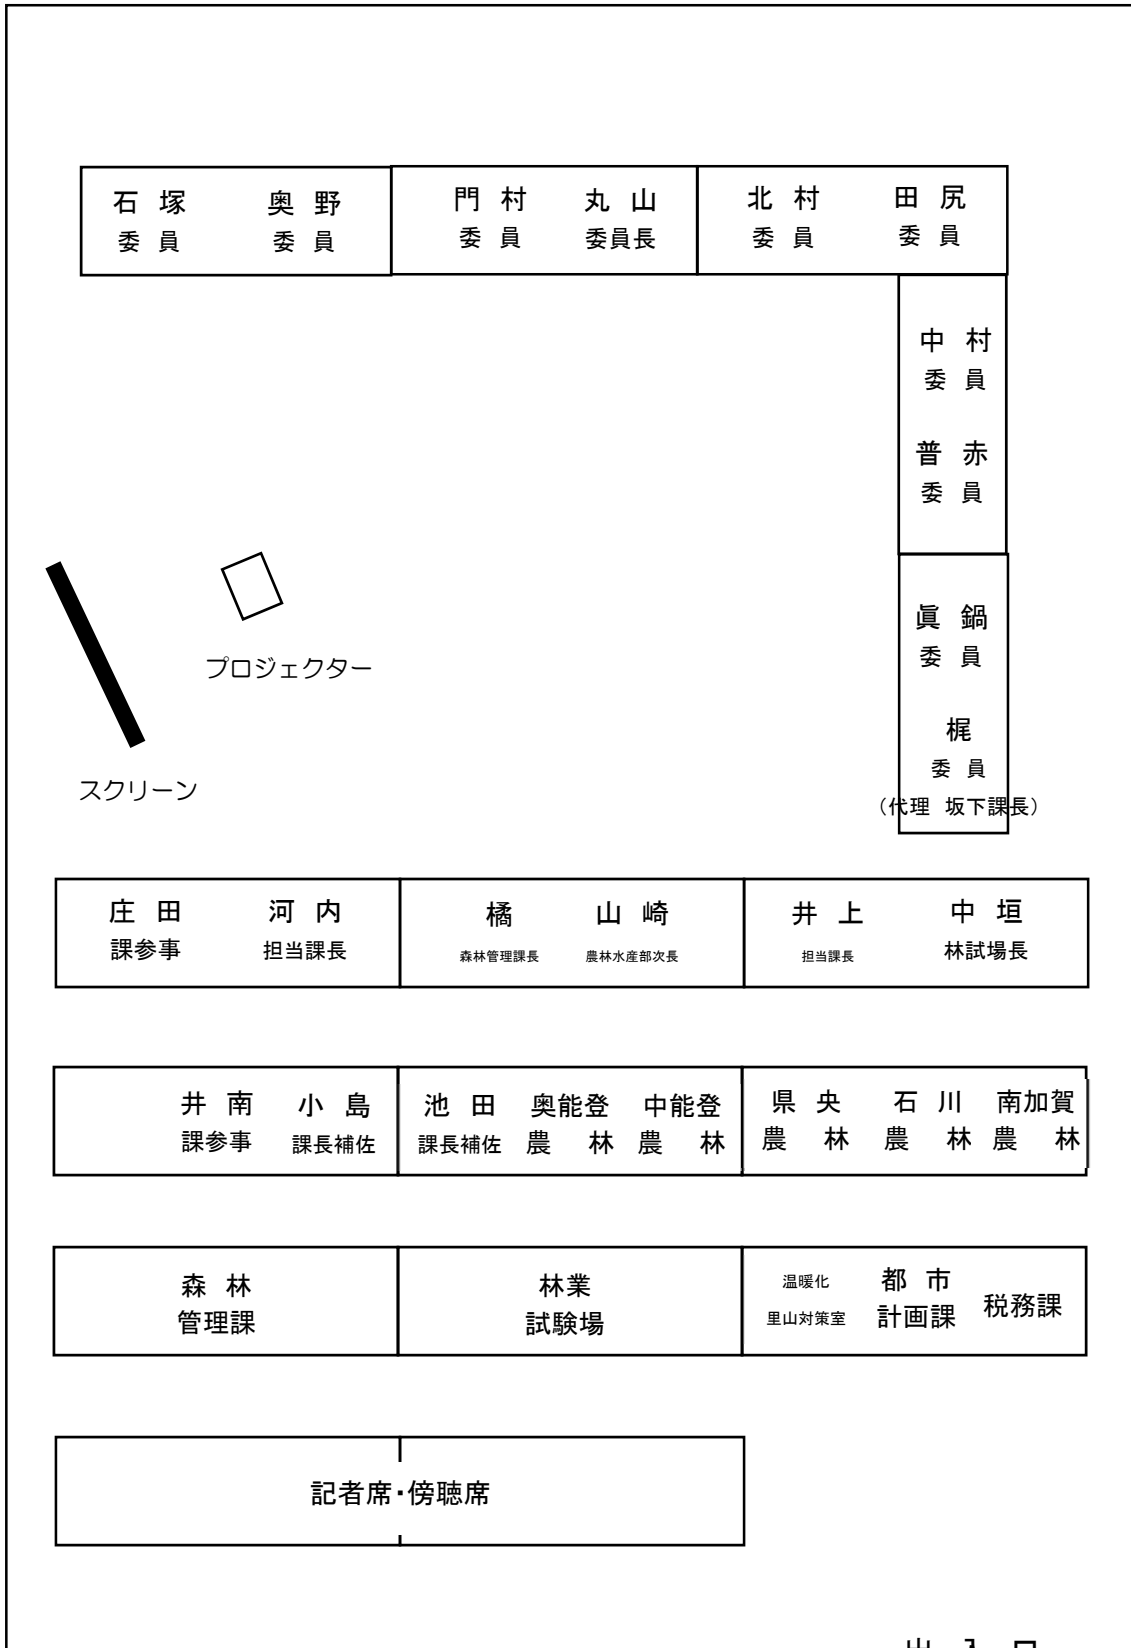 石 塚 奥 野 門 村 丸 山 北 村 田 尻
委 員 委 員 委 員 委員長 委 員 委 員
中 村
委 員
普 赤
委 員
眞 鍋
委 員
梶
委 員
（代理 坂下課長）
プロジェクター
スクリーン
庄 田 河 内 橘 山 崎 井 上 中 垣
課参事 担当課長 森林管理課長 農林水産部次長 担当課長 林試場長
井 南 小 島 池 田 奥能登 中能登 県 央 石 川 南加賀
課参事 課長補佐 課長補佐 農 林 農 林 農 林 農 林 農 林
森 林 林業 温暖化 都 市 税務課
管理課 試験場 里山対策室 計画課
記者席・傍聴席
出 入 口